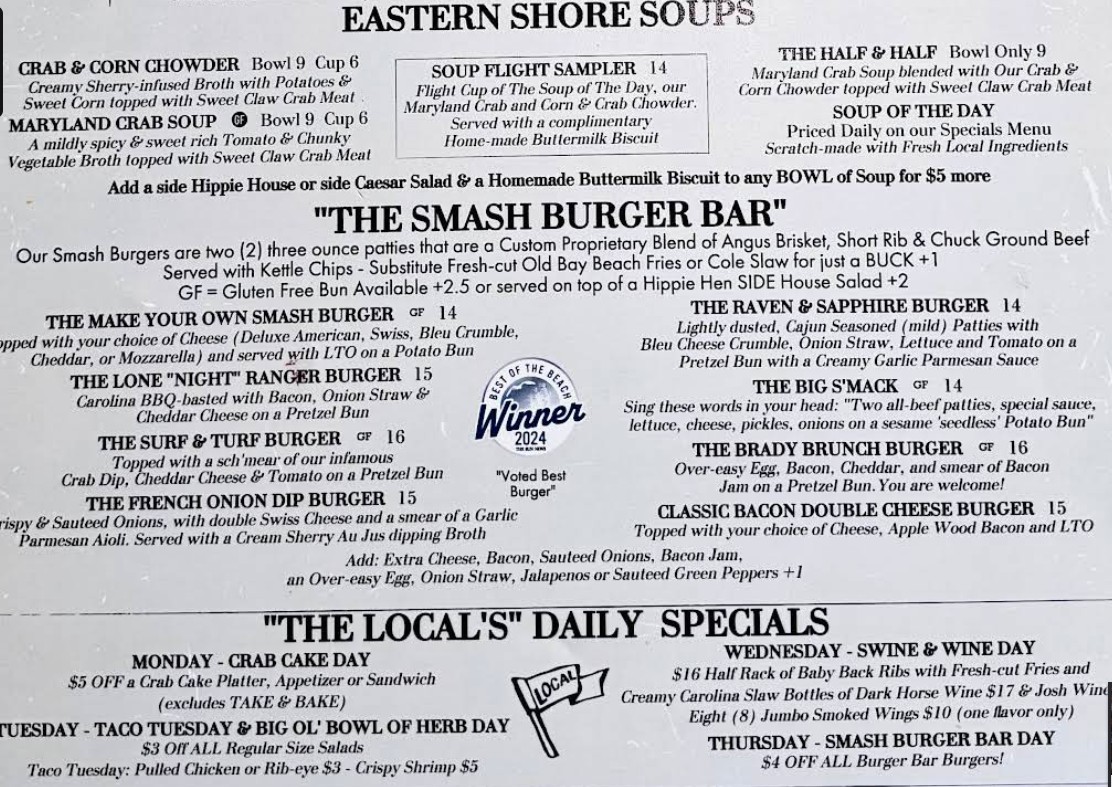 EASTERN SHORE SOUPS
CRAB & CORN CHOWDER Bowl 9 Cup 6
Creamy Sherry-infused Broth with Potatoes &
Sweet Corn topped with Sweet Claw Crab Meat
MARYLAND CRAB SOUP GF Bowl 9 Cup 6
A mildly spicy & sweet rich Tomato & Chunky
Vegetable Broth topped with Sweet Claw Crab Meat
SOUP FLIGHT SAMPLER 14
Flight Cup of The Soup of The Day, our
Maryland Crab and Corn & Crab Chowder.
Served with a complimentary
Home-made Buttermilk Biscuit
THE HALF & HALF Bowl Only 9
Maryland Crab Soup blended with Our Crab &
Corn Chowder topped with Sweet Claw Crab Meat
SOUP OF THE DAY
Priced Daily on our Specials Menu
Scratch-made with Fresh Local Ingredients
Add a side Hippie House or side Caesar Salad & a Homemade Buttermilk Biscuit to any BOWL of Soup for $5 more
"THE SMASH BURGER BAR"
Our Smash Burgers are two (2) three ounce patties that are a Custom Proprietary Blend of Angus Brisket, Short Rib & Chuck Ground Beef
Served with Kettle Chips - Substitute Fresh-cut Old Bay Beach Fries or Cole Slaw for just a BUCK +1
GF = Gluten Free Bun Available +2.5 or served on top of a Hippie Hen SIDE House Salad +2
THE MAKE YOUR OWN SMASH BURGER GF 14
opped with your choice of Cheese (Deluxe American, Swiss, Bleu Crumble,
Cheddar, or Mozzarella) and served with LTO on a Potato Bun
THE LONE "NIGHT" RANGER BURGER 15
Carolina BBQ-basted with Bacon, Onion Straw &
Cheddar Cheese on a Pretzel Bun
THE SURF & TURF BURGER GF 16
Topped with a sch'mear of our infamous
Crab Dip, Cheddar Cheese & Tomato on a Pretzel Bun
THE FRENCH ONION DIP BURGER 15
rispy & Sauteed Onions, with double Swiss Cheese and a smear of a Garlic
Parmesan Aioli. Served with a Cream Sherry Au Jus dipping Broth
BEST OF THE BEACH
Winner
2024
"Voted Best
Burger"
THE RAVEN & SAPPHIRE BURGER 14
Lightly dusted, Cajun Seasoned (mild) Patties with
Bleu Cheese Crumble, Onion Straw, Lettuce and Tomato on a
Pretzel Bun with a Creamy Garlic Parmesan Sauce
THE BIG S'MACK GF 14
Sing these words in your head: "Two all-beef patties, special sauce,
lettuce, cheese, pickles, onions on a sesame 'seedless' Potato Bun"
THE BRADY BRUNCH BURGER GF 16
Over-easy Egg, Bacon, Cheddar, and smear of Bacon
Jam on a Pretzel Bun. You are welcome!
CLASSIC BACON DOUBLE CHEESE BURGER 15
Topped with your choice of Cheese, Apple Wood Bacon and LTO
Add: Extra Cheese, Bacon, Sauteed Onions, Bacon Jam,
an Over-easy Egg, Onion Straw, Jalapenos or Sauteed Green Peppers +1
"THE LOCAL'S" DAILY SPECIALS
MONDAY - CRAB CAKE DAY
$5 OFF a Crab Cake Platter, Appetizer or Sandwich
(excludes TAKE & BAKE)
TUESDAY - TACO TUESDAY & BIG OL' BOWL OF HERB DAY
$3 Off ALL Regular Size Salads
Taco Tuesday: Pulled Chicken or Rib-eye $3 - Crispy Shrimp $5
LOCAL
WEDNESDAY - SWINE & WINE DAY
$16 Half Rack of Baby Back Ribs with Fresh-cut Fries and
Creamy Carolina Slaw Bottles of Dark Horse Wine $17 & Josh Wine
Eight (8) Jumbo Smoked Wings $10 (one flavor only)
THURSDAY - SMASH BURGER BAR DAY
$4 OFF ALL Burger Bar Burgers!